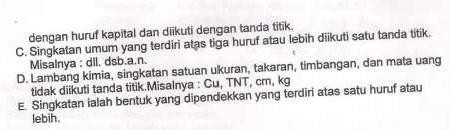 dengan huruf kapital dan diikuti dengan tanda titik.
C. Singkatan umum yang terdiri atas tiga huruf atau lebih diikuti satu tanda titik.
Misalnya : dll. dsb.a.n.
D. Lambang kimia, singkatan satuan ukuran, takaran, timbangan, dan mata uang
tidak diikuti tanda titik.Misalnya : Cu, TNT, cm, kg
E. Singkatan ialah bentuk yang dipendekkan yang terdiri atas satu huruf atau
lebih.